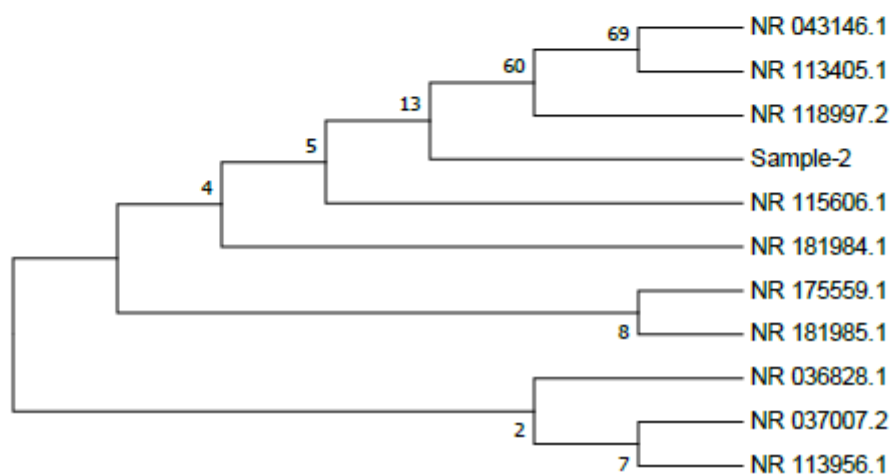 NR 043146.1
69
NR 113405.1
60
NR 118997.2
13
Sample-2
5
NR 115606.1
4
NR 181984.1
NR 175559.1
8
NR 181985.1
NR 036828.1
2
NR 037007.2
7
NR 113956.1